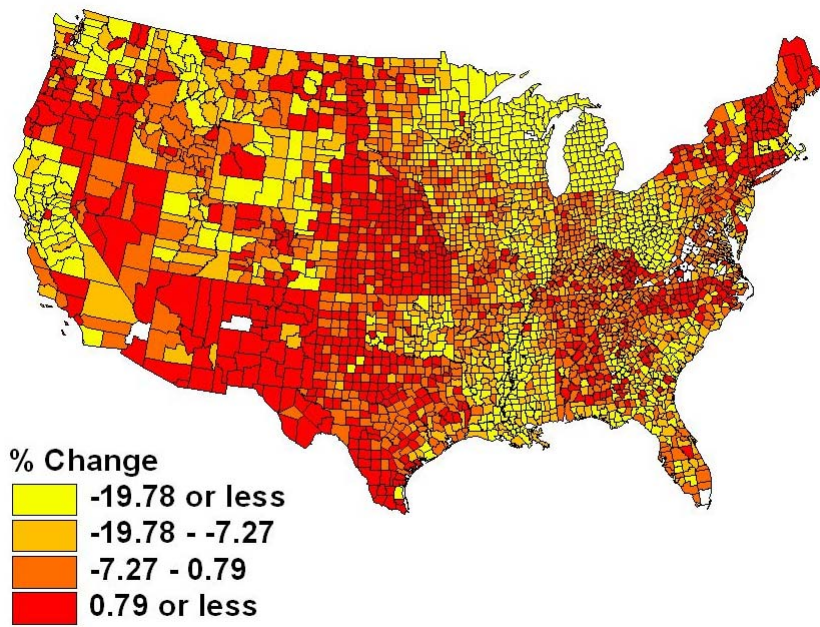 % Change
-19.78 or less
-19.78 - -7.27
-7.27 - 0.79
0.79 or less